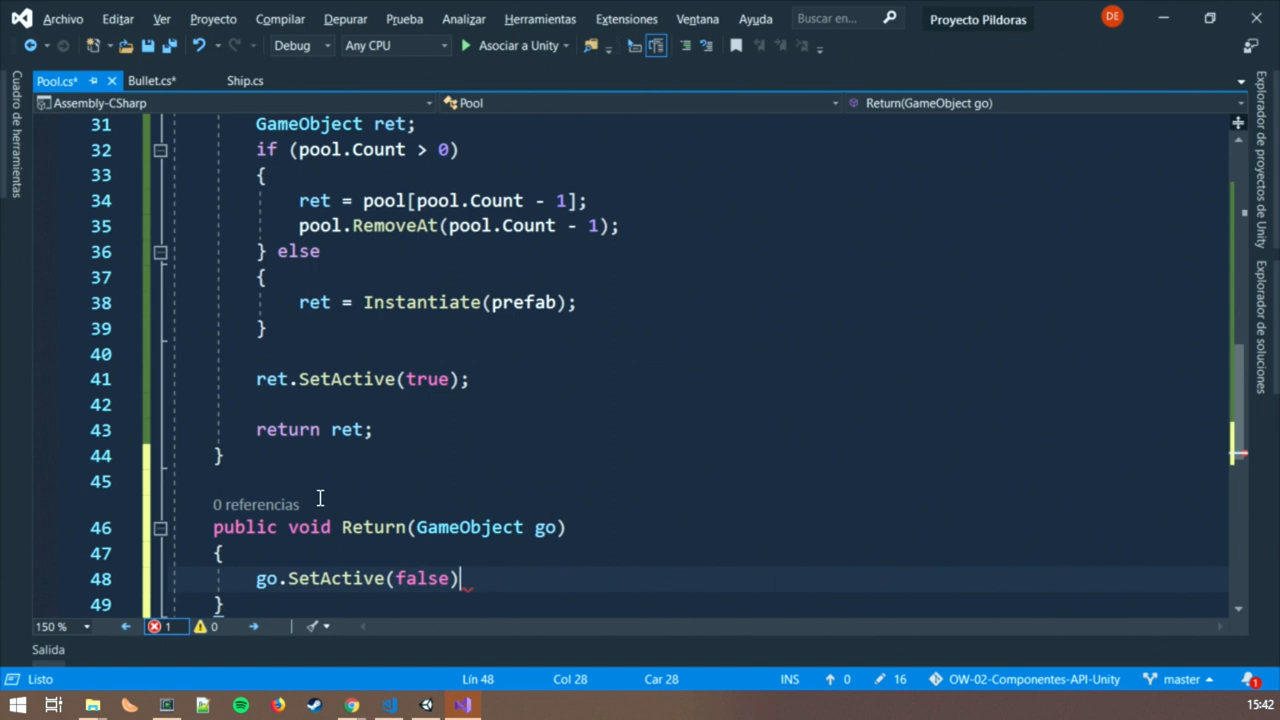 Archivo Editar Ver Proyecto Compilar Depurar Prueba Analizar Herramientas Extensiones Ventana Ayuda Buscar en... Proyecto Pildoras DE
Debug Any CPU Asociar a Unity
Pool.cs* Bullet.cs* Ship.cs
Assembly-CSharp Pool Return(GameObject go)
Cuadro de herramientas
Explorador de proyectos de Unity
Explorador de soluciones
31 GameObject ret;
32 if (pool.Count > 0)
33 {
34 ret = pool[pool.Count - 1];
35 pool.RemoveAt(pool.Count - 1);
36 } else
37 {
38 ret = Instantiate(prefab);
39 }
40
41 ret.SetActive(true);
42
43 return ret;
44 }
45
0 referencias
46 public void Return(GameObject go)
47 {
48 go.SetActive(false)
49 }
150 % 1 0
Salida
Listo Lín 48 Col 28 Car 28 INS 0 16 OW-02-Componentes-API-Unity master 1
15:42